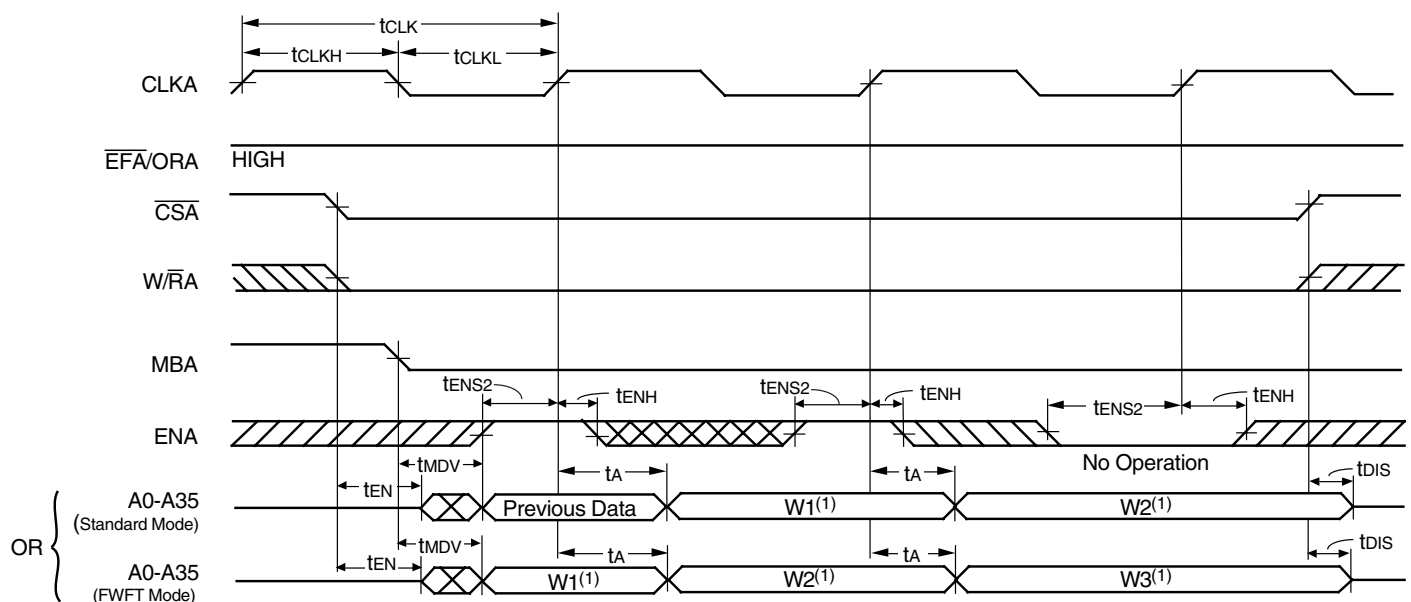 tCLK
tCLKH tCLKL
CLKA
EFA/ORA HIGH
CSA
W/RA
MBA
tENS2 tENH tENS2 tENH tENS2 tENH
ENA
No Operation
tMDV tA tA tDIS
tEN
A0-A35 Previous Data W1(1) W2(1)
(Standard Mode)
OR
tMDV tA tA tDIS
tEN
A0-A35 W1(1) W2(1) W3(1)
(FWFT Mode)